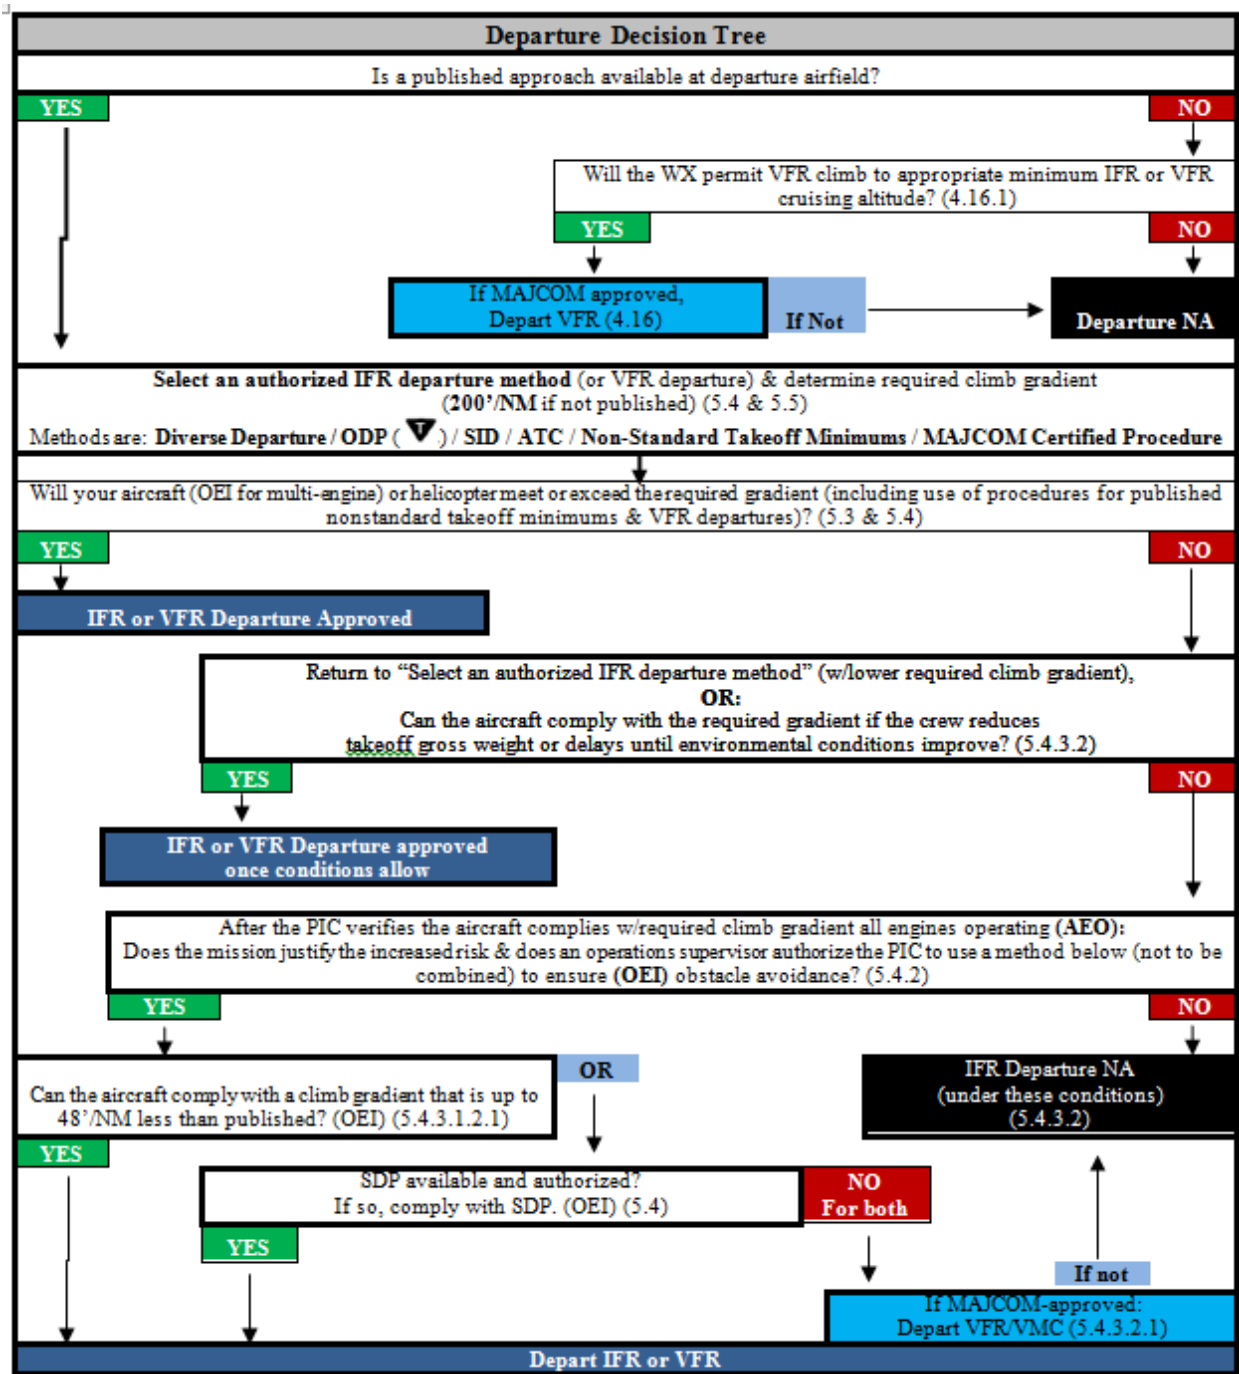 Departure Decision Tree
Is a published approach available at departure airfield?
YES
NO
Will the WX permit VFR climb to appropriate minimum IFR or VFR
cruising altitude? (4.16.1)
YES
NO
If MAJCOM approved,
Depart VFR (4.16)
If Not
Departure NA
Select an authorized IFR departure method (or VFR departure) & determine required climb gradient
(200’/NM if not published) (5.4 & 5.5)
Methods are: Diverse Departure / ODP ( T ) / SID / ATC / Non-Standard Takeoff Minimums / MAJCOM Certified Procedure
Will your aircraft (OEI for multi-engine) or helicopter meet or exceed the required gradient (including use of procedures for published
nonstandard takeoff minimums & VFR departures)? (5.3 & 5.4)
YES
NO
IFR or VFR Departure Approved
Return to “Select an authorized IFR departure method” (w/lower required climb gradient),
OR:
Can the aircraft comply with the required gradient if the crew reduces
takeoff gross weight or delays until environmental conditions improve? (5.4.3.2)
YES
NO
IFR or VFR Departure approved
once conditions allow
After the PIC verifies the aircraft complies w/required climb gradient all engines operating (AEO):
Does the mission justify the increased risk & does an operations supervisor authorize the PIC to use a method below (not to be
combined) to ensure (OEI) obstacle avoidance? (5.4.2)
YES
NO
Can the aircraft comply with a climb gradient that is up to
48’/NM less than published? (OEI) (5.4.3.1.2.1)
OR
IFR Departure NA
(under these conditions)
(5.4.3.2)
YES
SDP available and authorized?
If so, comply with SDP. (OEI) (5.4)
NO
For both
YES
If not
If MAJCOM-approved:
Depart VFR/VMC (5.4.3.2.1)
Depart IFR or VFR